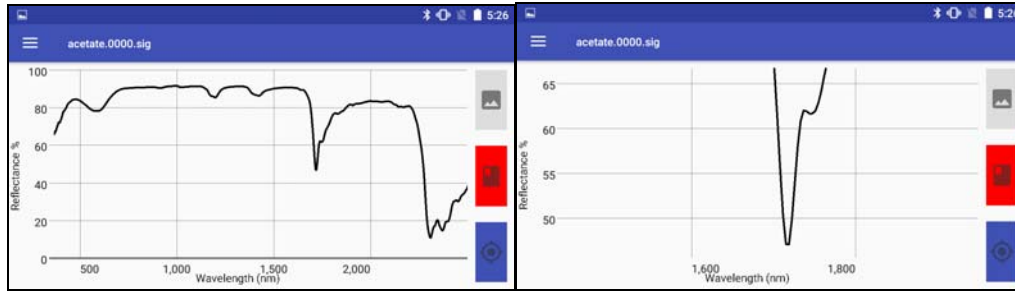 5:26
acetate.0000.sig
100
80
60
40
20
0
Reflectance %
500 1,000 1,500 2,000
Wavelength (nm)
5:26
acetate.0000.sig
65
60
55
50
Reflectance %
1,600 1,800
Wavelength (nm)